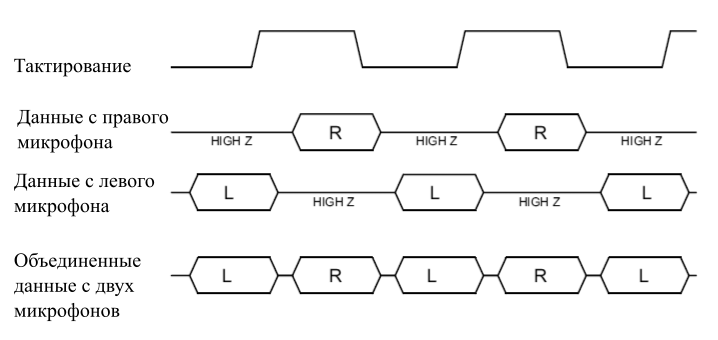 Тактирование
Данные с правого
микрофона
HIGH Z
R
HIGH Z
R
HIGH Z
Данные с левого
микрофона
L
HIGH Z
L
HIGH Z
L
Объединенные
данные с двух
микрофонов
L
R
L
R
L